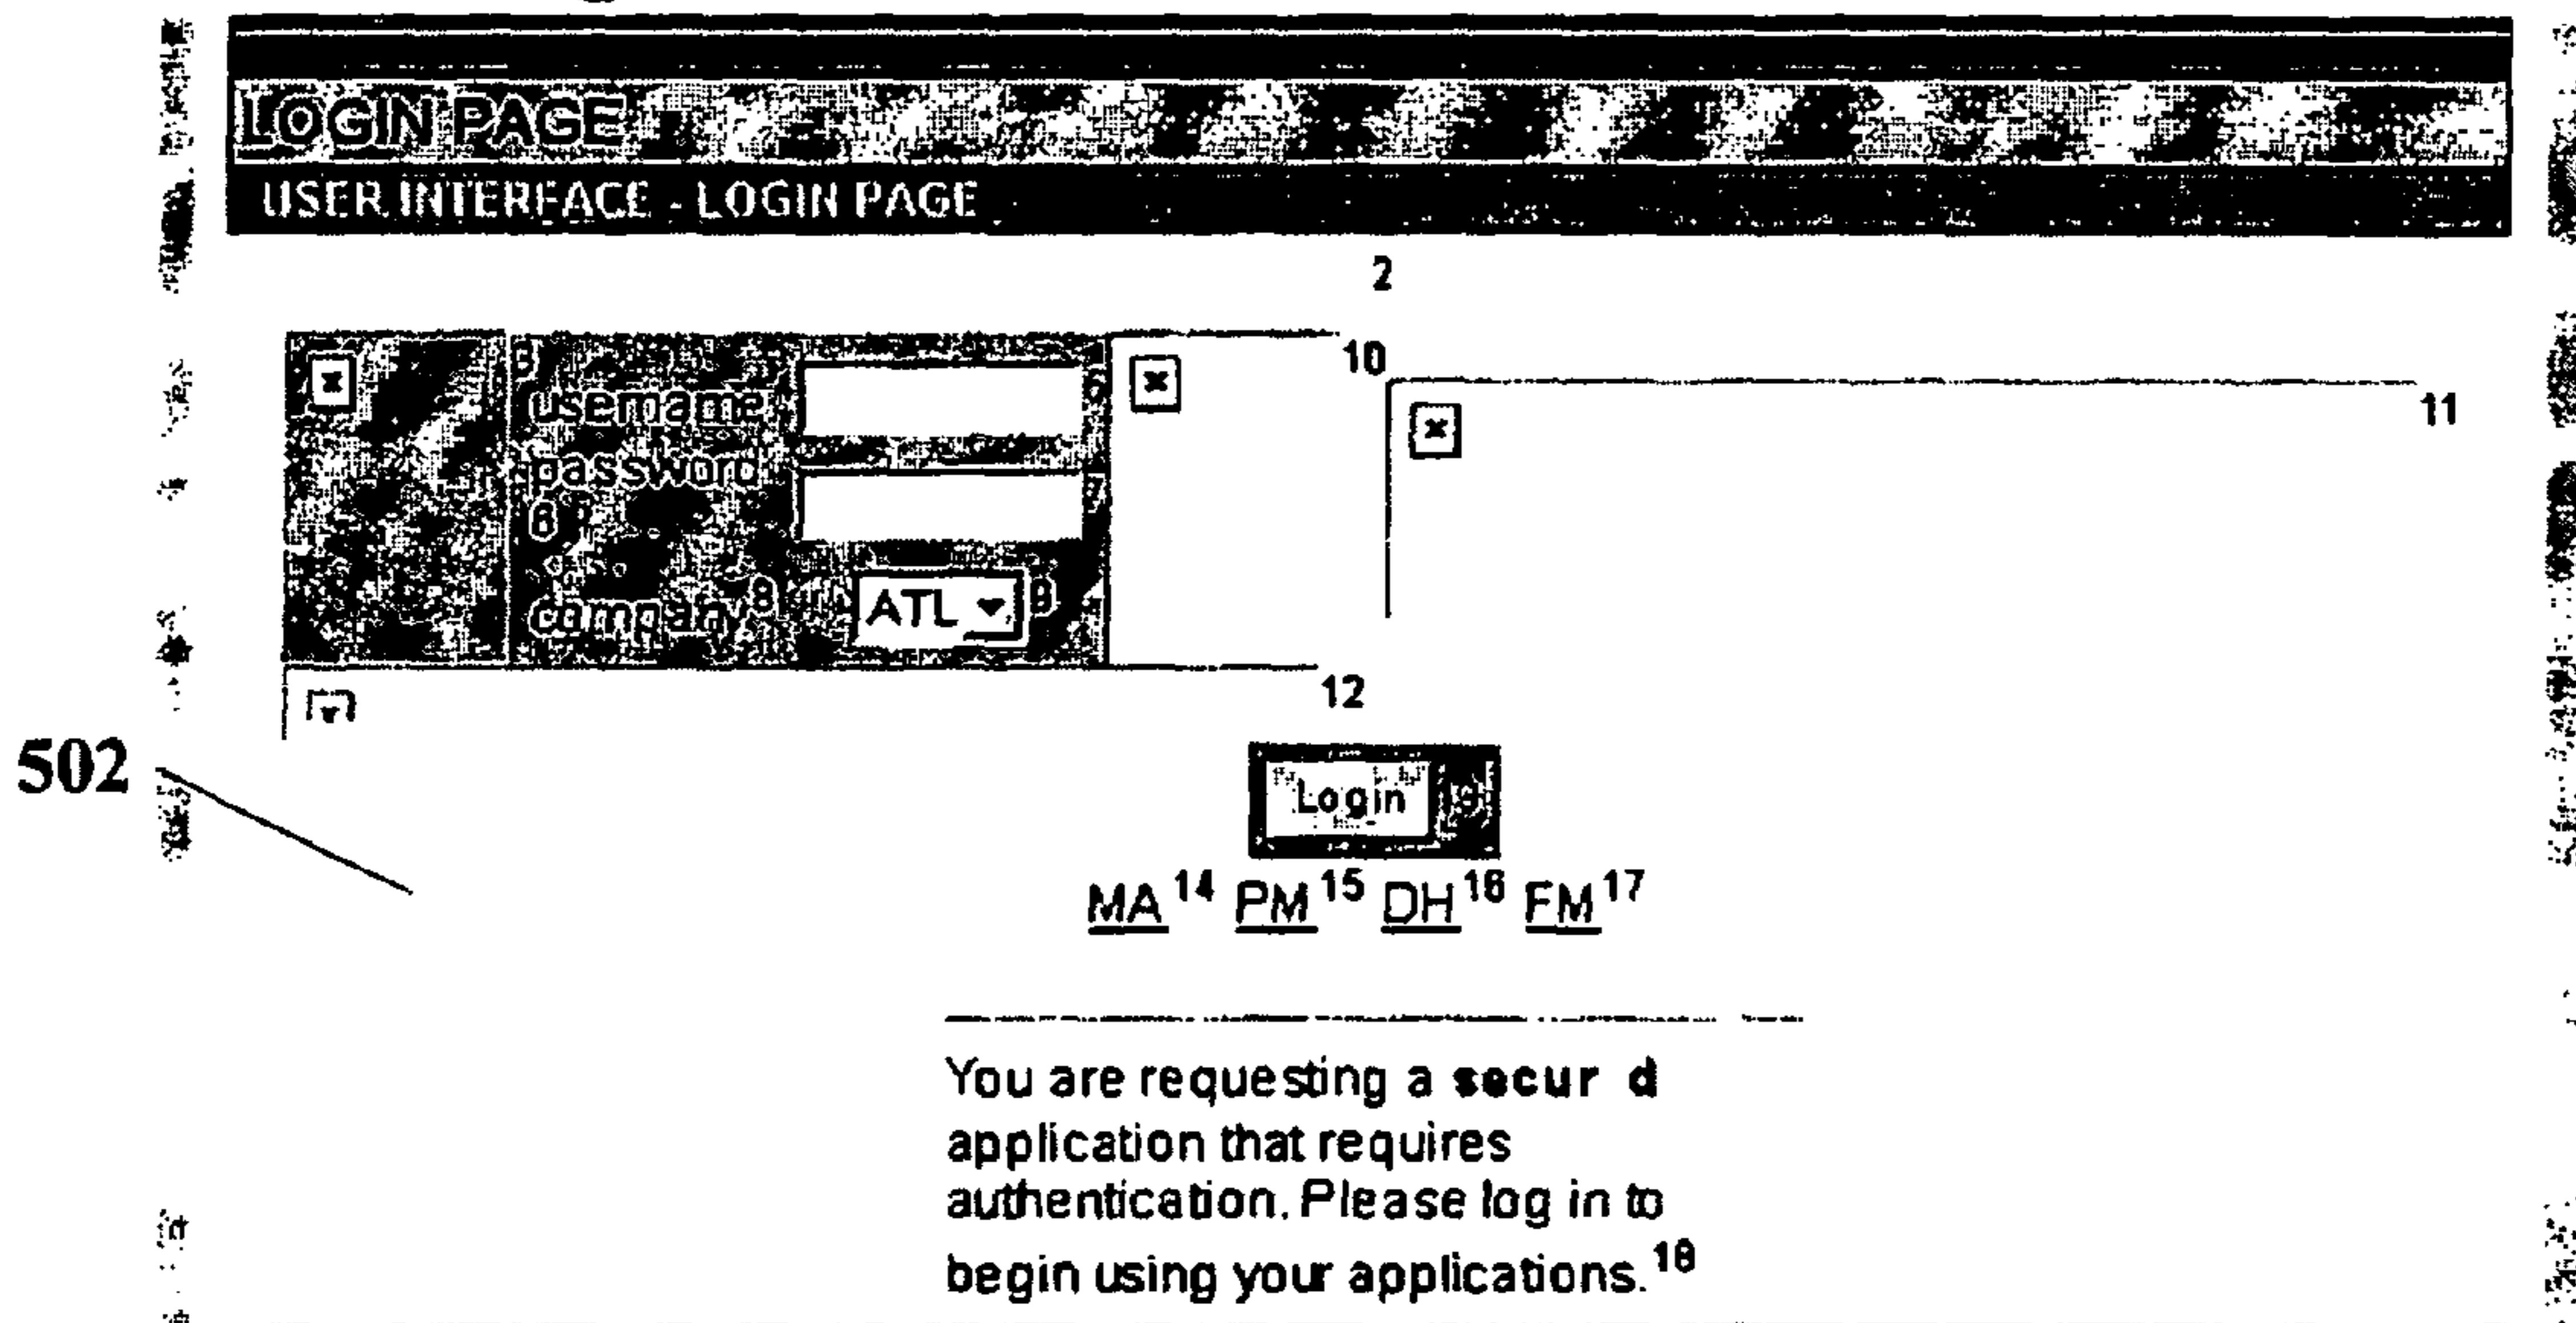 LOGIN PAGE
USER INTERFACE - LOGIN PAGE
2
10
11
username
password
company 8 ATL 9
12
502
Login
MA 14 PM 15 DH 16 FM 17
You are requesting a secur d
application that requires
authentication. Please log in to
begin using your applications. 18